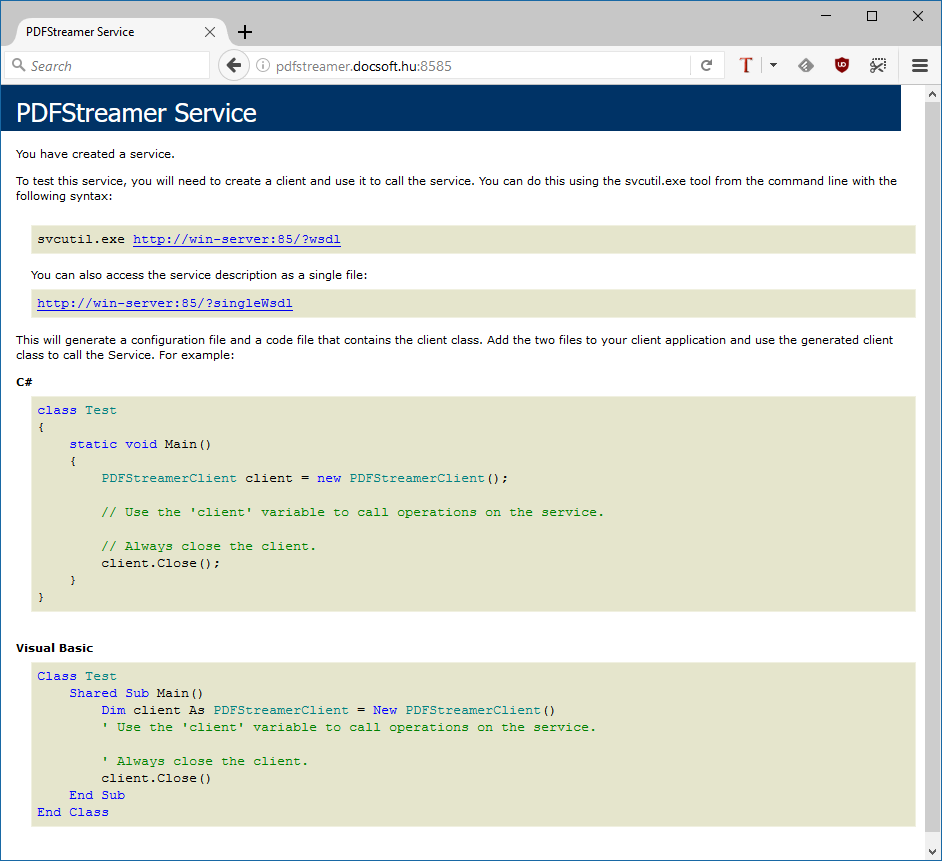 PDFStreamer Service
Search
pdfstreamer.docsoft.hu:8585
PDFStreamer Service
You have created a service.
To test this service, you will need to create a client and use it to call the service. You can do this using the svcutil.exe tool from the command line with the
following syntax:
svcutil.exe http://win-server:85/?wsdl
You can also access the service description as a single file:
http://win-server:85/?singleWsdl
This will generate a configuration file and a code file that contains the client class. Add the two files to your client application and use the generated client
class to call the Service. For example:
C#
class Test
{
    static void Main()
    {
        PDFStreamerClient client = new PDFStreamerClient();
        // Use the 'client' variable to call operations on the service.
        // Always close the client.
        client.Close();
    }
}
Visual Basic
Class Test
    Shared Sub Main()
        Dim client As PDFStreamerClient = New PDFStreamerClient()
        ' Use the 'client' variable to call operations on the service.
        ' Always close the client.
        client.Close()
    End Sub
End Class